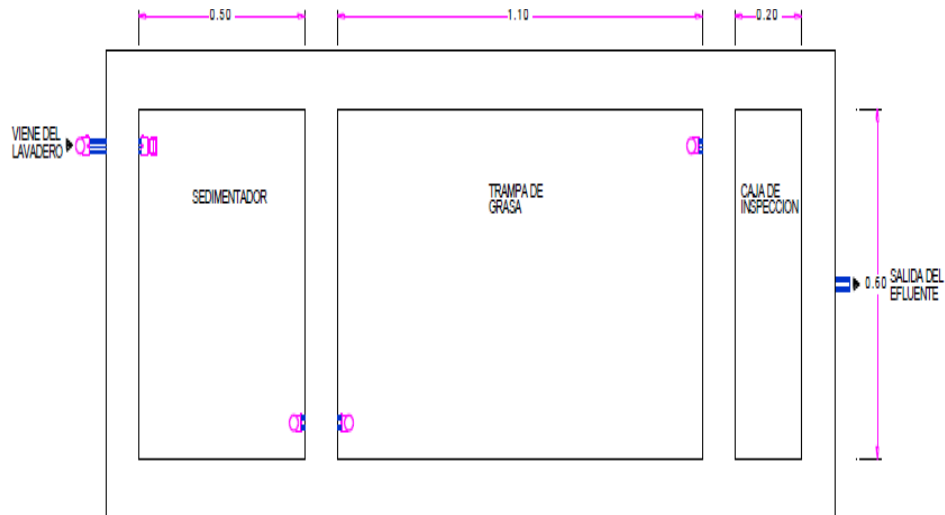 0.50
1.10
0.20
VIENE DEL
LAVADERO
SEDIMENTADOR
TRAMPA DE
GRASA
CAJA DE
INSPECCION
0.60
SALIDA DEL
EFLUENTE